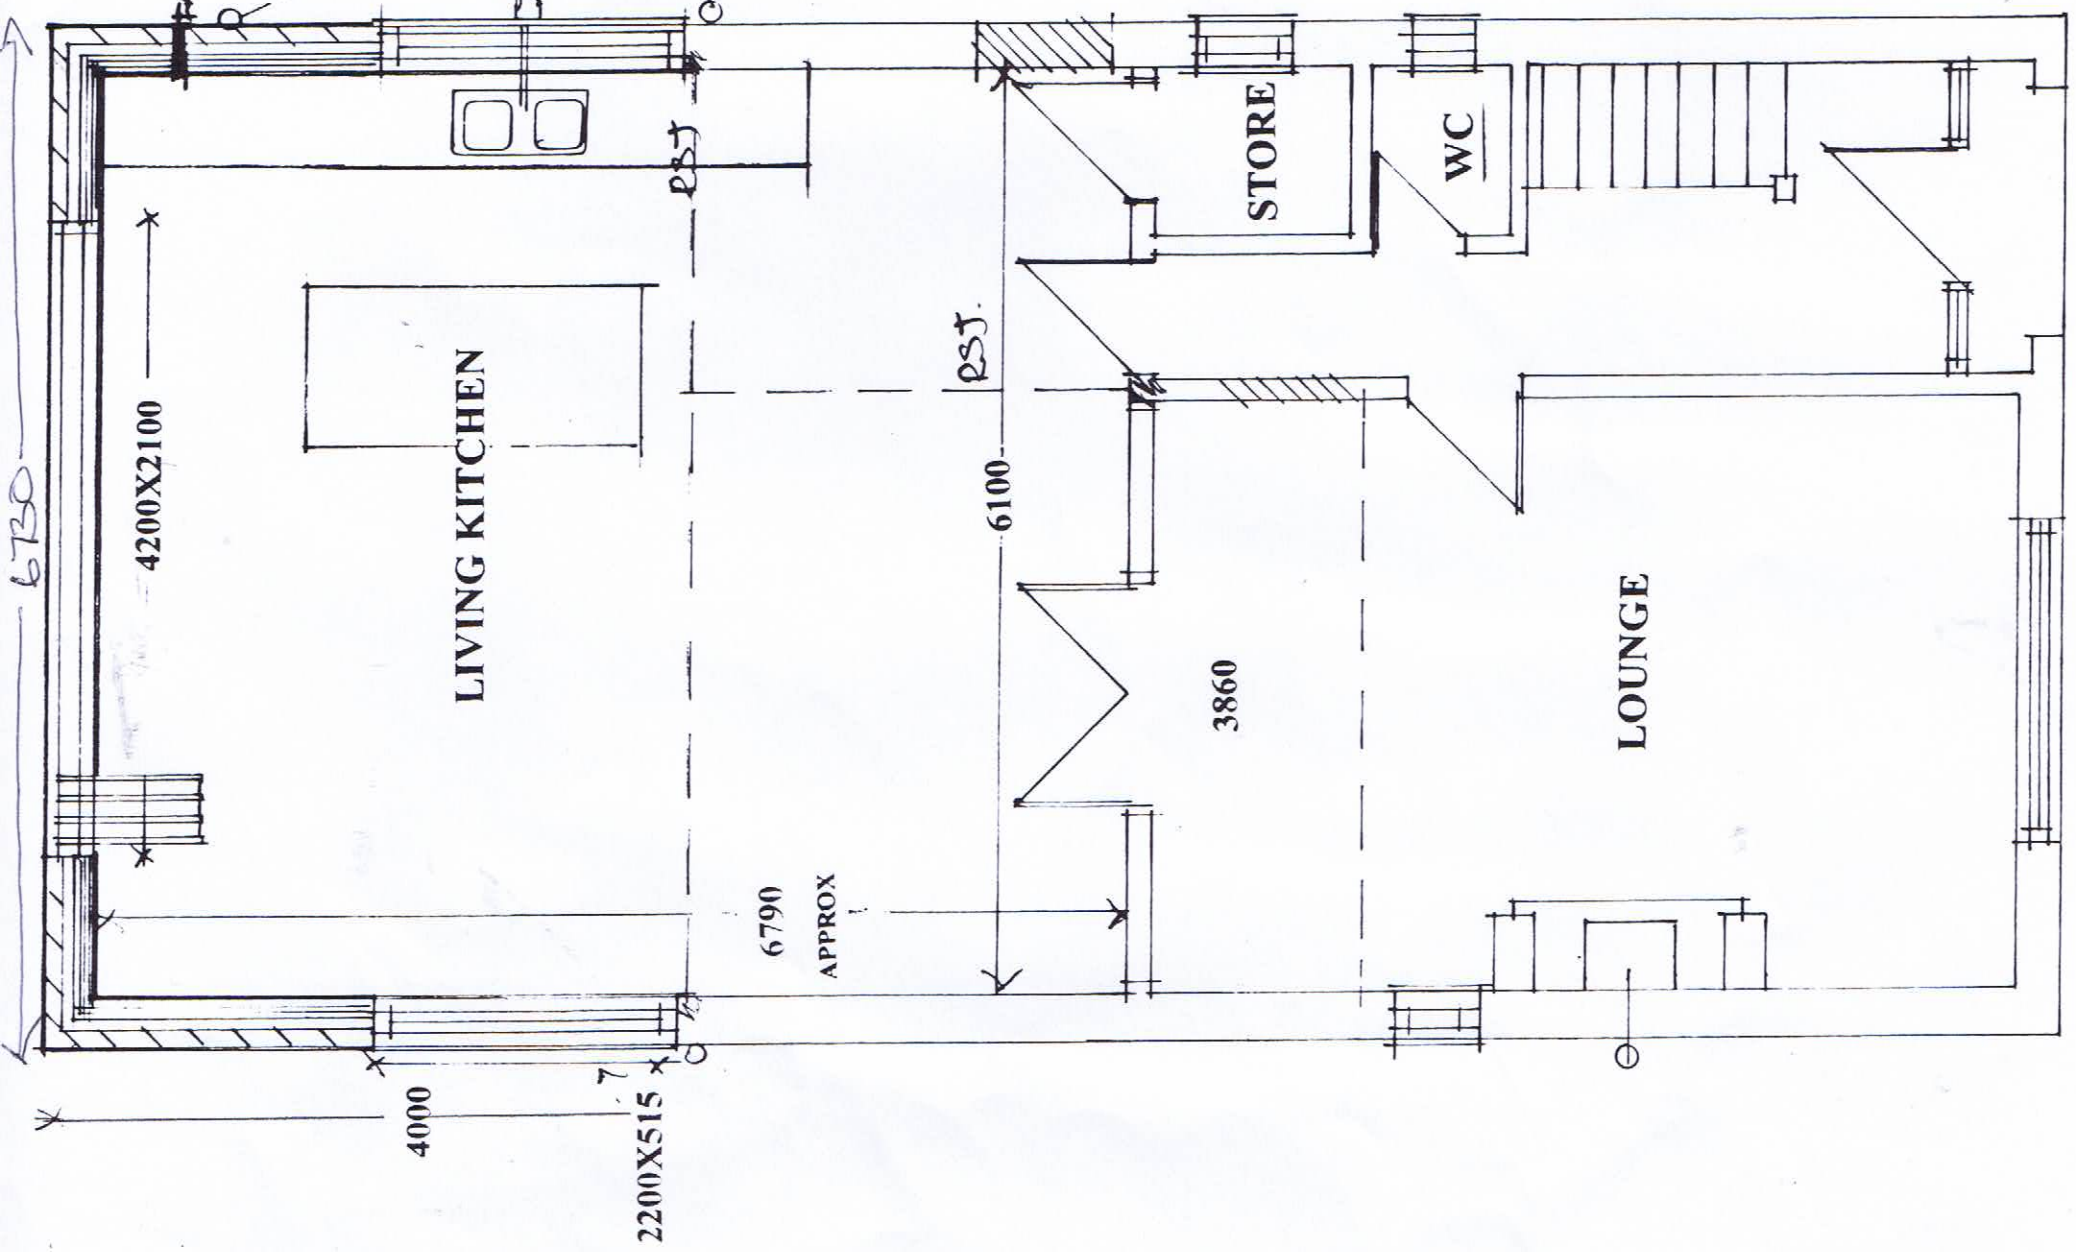 6730
4200X2100
LIVING KITCHEN
RSJ
RSJ.
6100
6790
APPROX
4000
2200X515
STORE
WC
3860
LOUNGE